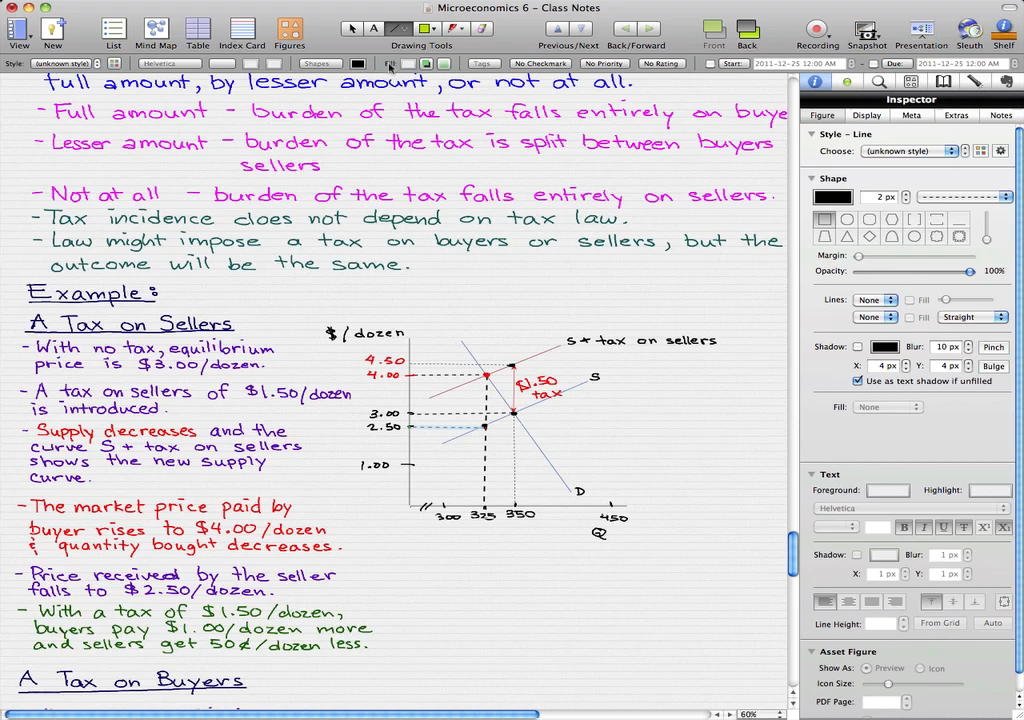 Microeconomics 6 - Class Notes
View New List Mind Map Table Index Card Figures Drawing Tools Previous/Next Back/Forward Front Back Recording Snapshot Presentation Sleuth Shelf
Style: (unknown style) Helvetica Shapes Fill: Tags No Checkmark No Priority No Rating Start: 2011-12-25 12:00 AM Due: 2011-12-25 12:00 AM
full amount, by lesser amount, or not at all.
- Full amount - burden of the tax falls entirely on buye
- Lesser amount - burden of the tax is split between buyers
sellers
- Not at all - burden of the tax falls entirely on sellers.
- Tax incidence does not depend on tax law.
- Law might impose a tax on buyers or sellers, but the
outcome will be the same.
Example:
A Tax on Sellers
- With no tax, equilibrium
price is $3.00/dozen.
- A tax on sellers of $1.50/dozen
is introduced.
- Supply decreases and the
curve S + tax on sellers
shows the new supply
curve.
- The market price paid by
buyer rises to $4.00/dozen
& quantity bought decreases.
- Price received by the seller
falls to $2.50/dozen.
- With a tax of $1.50/dozen,
buyers pay $1.00/dozen more
and sellers get 50¢/dozen less.
A Tax on Buyers
$/dozen
S + tax on sellers
4.50
4.00
$1.50
tax
S
3.00
2.50
1.00
D
300 325 350 450
Q
60%
Inspector
Figure Display Meta Extras Notes
Style - Line
Choose: (unknown style)
Shape
2 px
Margin:
Opacity: 100%
Lines: None Fill
None Fill Straight
Shadow: Blur: 10 px Pinch
X: 4 px Y: 4 px Bulge
Use as text shadow if unfilled
Fill: None
Text
Foreground: Highlight:
Helvetica
B I U T X² X₁
Shadow: Blur: 1 px
X: 1 px Y: 1 px
Line Height: From Grid Auto
Asset Figure
Show As: Preview Icon
Icon Size:
PDF Page: